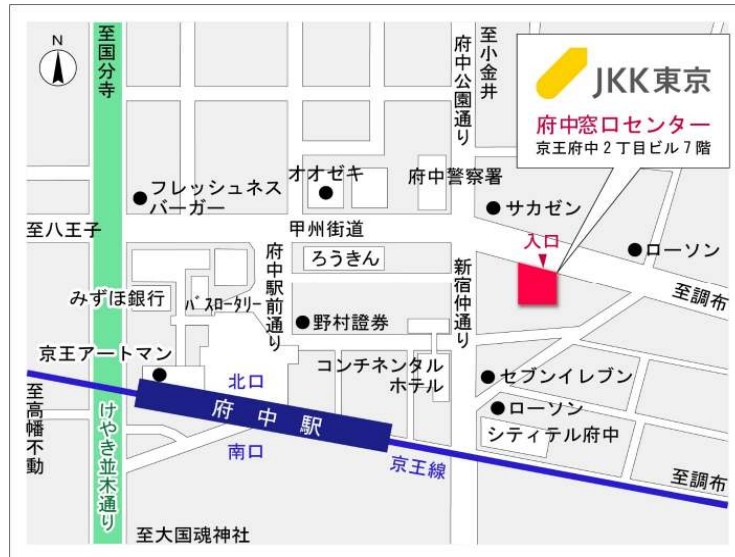 N
至国分寺
府中公園通り
至小金井
JKK東京
府中窓口センター
京王府中2丁目ビル7階
フレッシュネス
バーガー
オオゼキ
府中警察署
サカゼン
至八王子
甲州街道
入口
ローソン
府中駅前通り
ろうきん
新宿仲通り
至調布
みずほ銀行
バスロータリー
野村證券
京王アートマン
コンチネンタル
ホテル
セブンイレブン
北口
府中駅
ローソン
シティテル府中
至高幡不動
けやき並木通り
南口
京王線
至調布
至大国魂神社